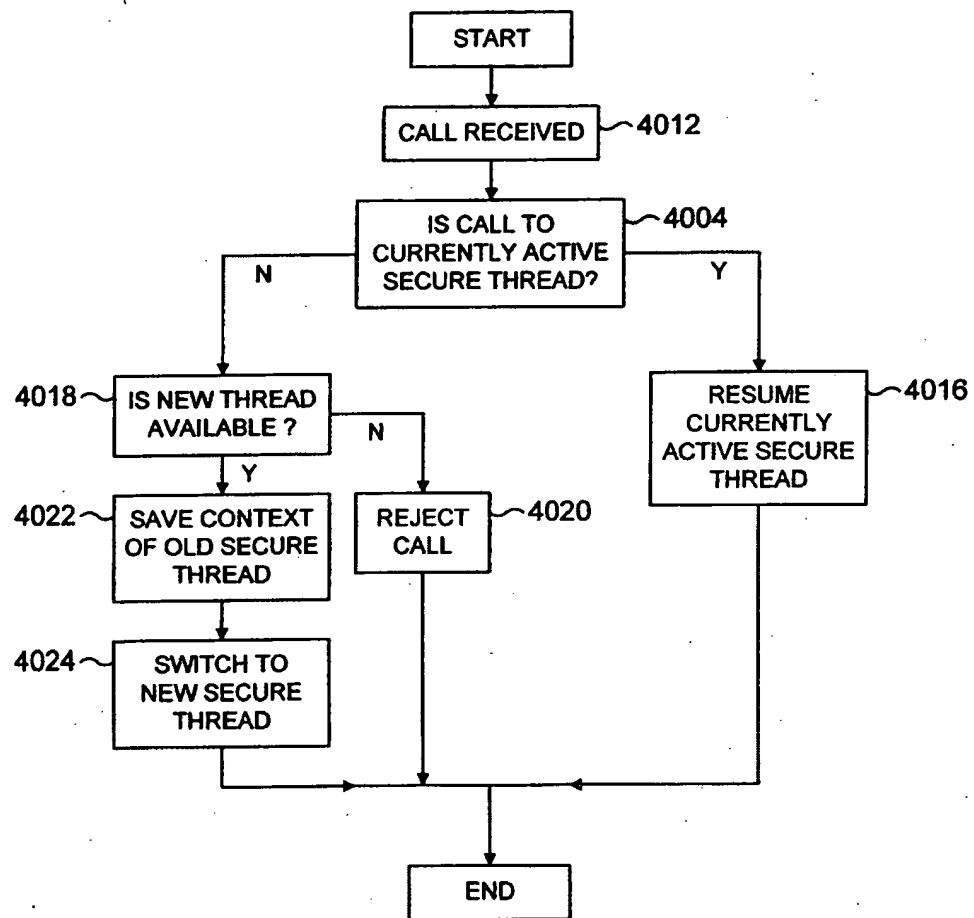 START
CALL RECEIVED
4012
IS CALL TO
CURRENTLY ACTIVE
SECURE THREAD?
4004
N
Y
4018
IS NEW THREAD
AVAILABLE ?
N
Y
RESUME
CURRENTLY
ACTIVE SECURE
THREAD
4016
4022
SAVE CONTEXT
OF OLD SECURE
THREAD
REJECT
CALL
4020
4024
SWITCH TO
NEW SECURE
THREAD
END